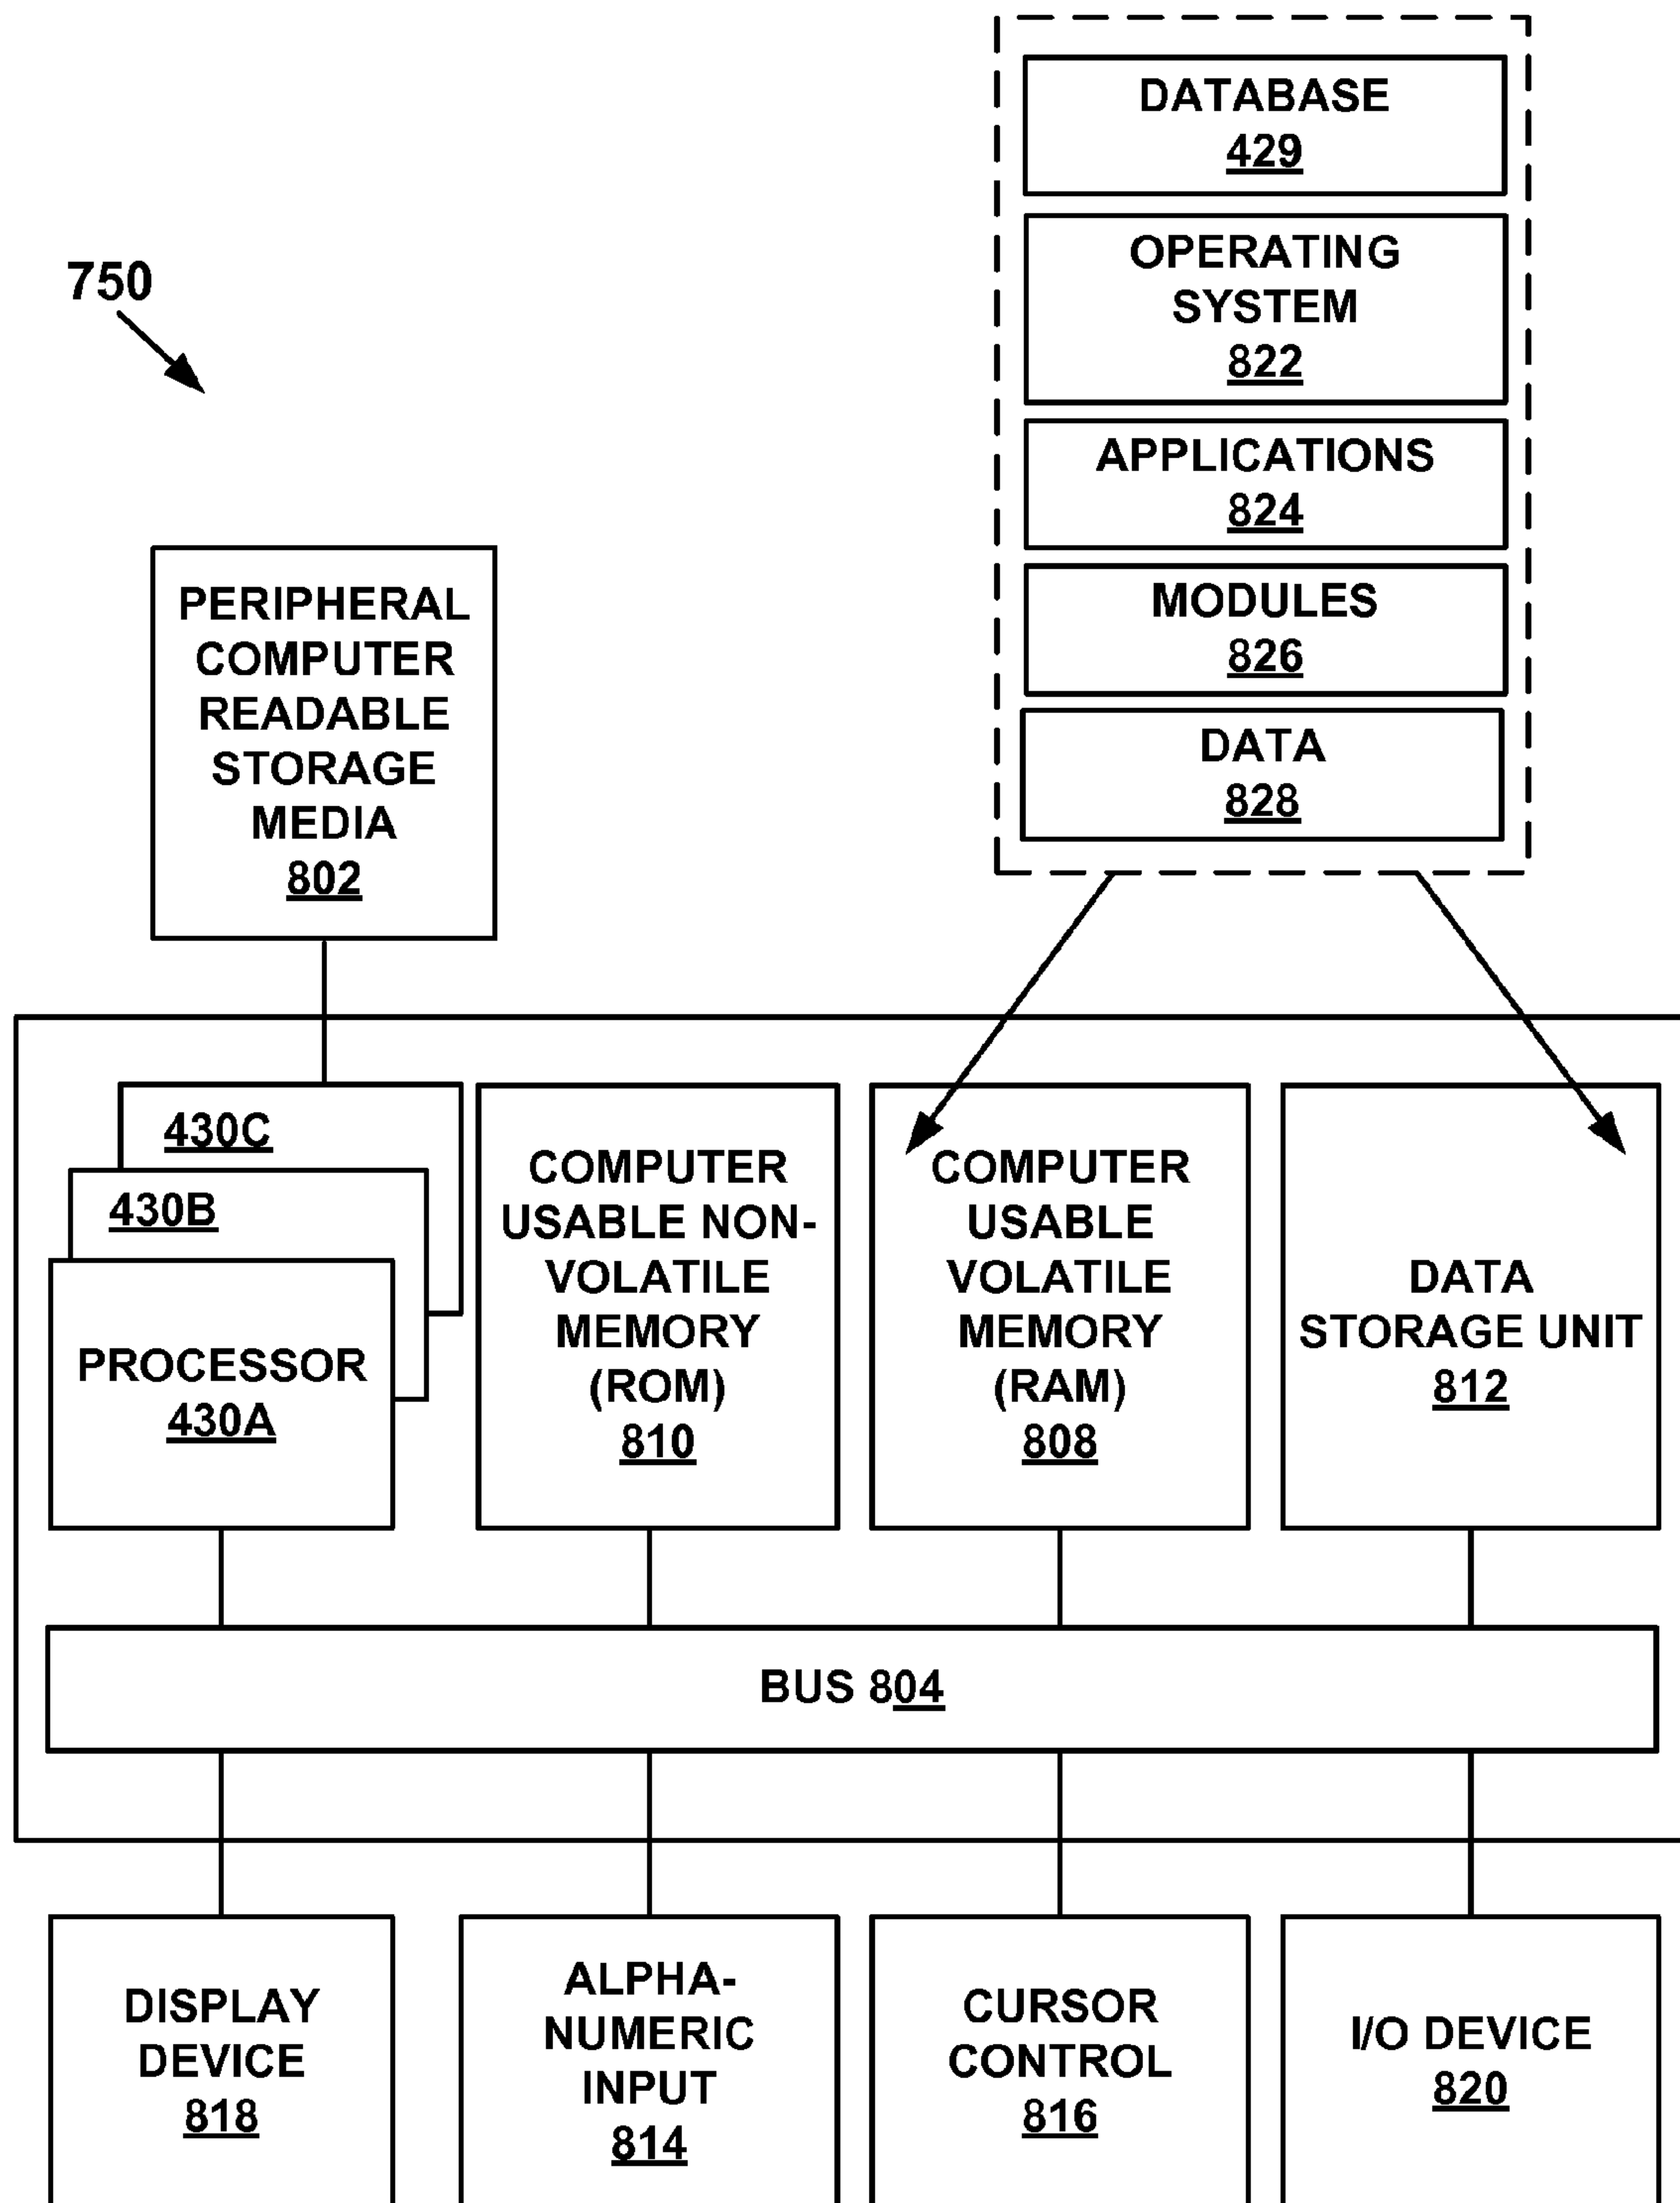 750
DATABASE
429
OPERATING
SYSTEM
822
APPLICATIONS
824
MODULES
826
DATA
828
PERIPHERAL
COMPUTER
READABLE
STORAGE
MEDIA
802
430C
430B
PROCESSOR
430A
COMPUTER
USABLE NON-
VOLATILE
MEMORY
(ROM)
810
COMPUTER
USABLE
VOLATILE
MEMORY
(RAM)
808
DATA
STORAGE UNIT
812
BUS 804
DISPLAY
DEVICE
818
ALPHA-
NUMERIC
INPUT
814
CURSOR
CONTROL
816
I/O DEVICE
820